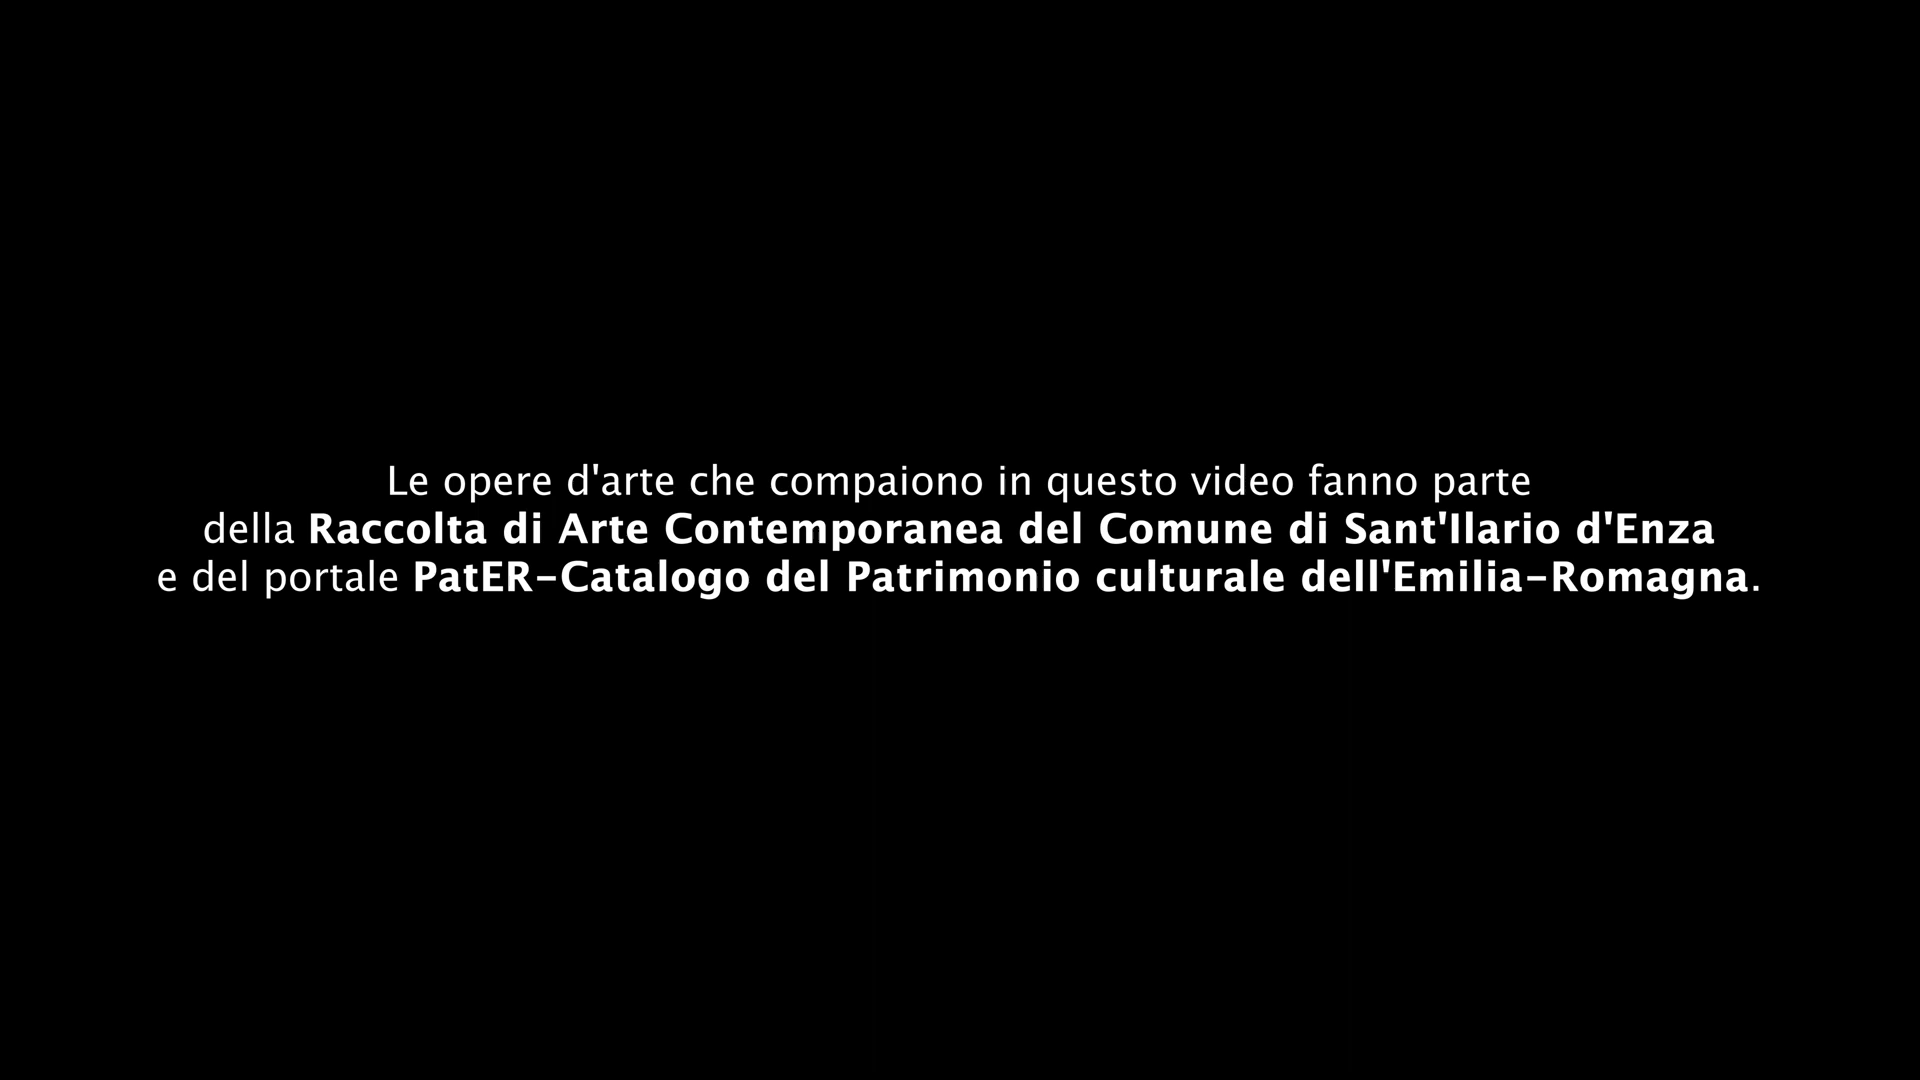 Le opere d'arte che compaiono in questo video fanno parte
della Raccolta di Arte Contemporanea del Comune di Sant'Ilario d'Enza
e del portale PatER-Catalogo del Patrimonio culturale dell'Emilia-Romagna.